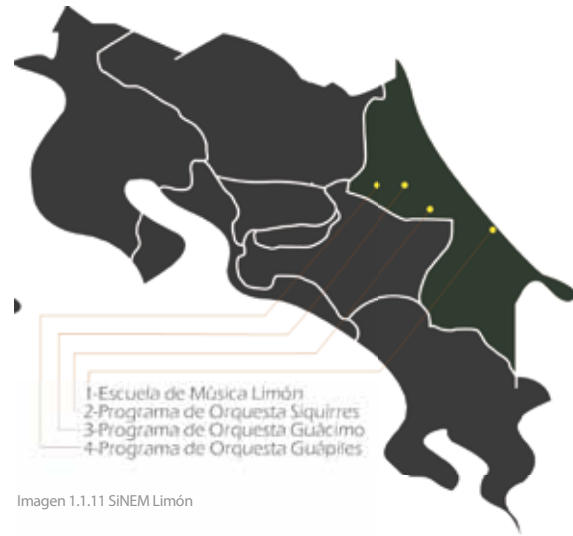 1-Escuela de Música Limón
2-Programa de Orquesta Siquirres
3-Programa de Orquesta Guácimo
4-Programa de Orquesta Guápiles
Imagen 1.1.11 SiNEM Limón